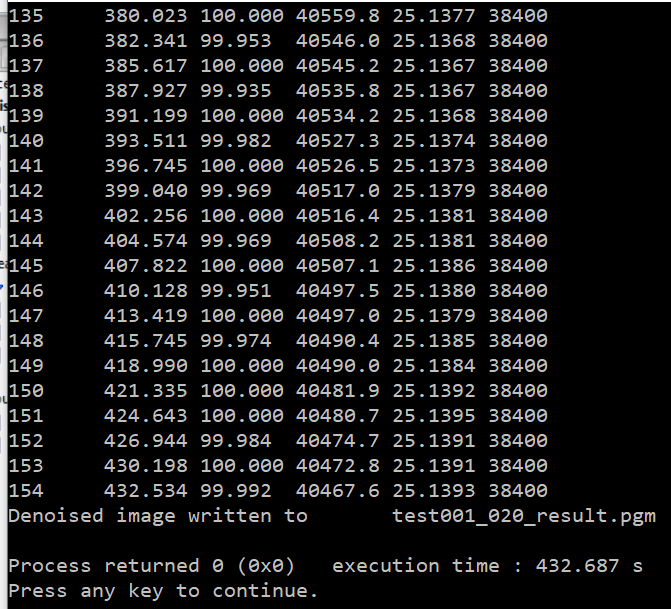 135 380.023 100.000 40559.8 25.1377 38400
136 382.341 99.953 40546.0 25.1368 38400
137 385.617 100.000 40545.2 25.1367 38400
138 387.927 99.935 40535.8 25.1367 38400
139 391.199 100.000 40534.2 25.1368 38400
140 393.511 99.982 40527.3 25.1374 38400
141 396.745 100.000 40526.5 25.1373 38400
142 399.040 99.969 40517.0 25.1379 38400
143 402.256 100.000 40516.4 25.1381 38400
144 404.574 99.969 40508.2 25.1381 38400
145 407.822 100.000 40507.1 25.1386 38400
146 410.128 99.951 40497.5 25.1380 38400
147 413.419 100.000 40497.0 25.1379 38400
148 415.745 99.974 40490.4 25.1385 38400
149 418.990 100.000 40490.0 25.1384 38400
150 421.335 100.000 40481.9 25.1392 38400
151 424.643 100.000 40480.7 25.1395 38400
152 426.944 99.984 40474.7 25.1391 38400
153 430.198 100.000 40472.8 25.1391 38400
154 432.534 99.992 40467.6 25.1393 38400
Denoised image written to test001_020_result.pgm
Process returned 0 (0x0) execution time : 432.687 s
Press any key to continue.